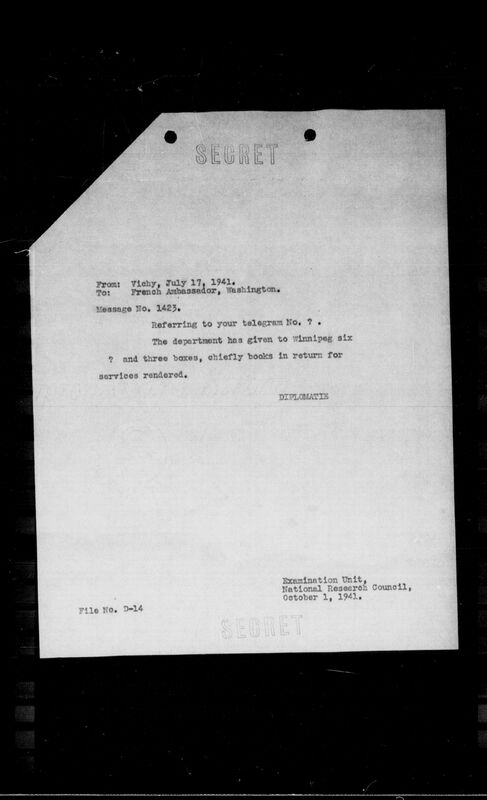 SECRET
From: Vichy, July 17, 1941.
To: French Ambassador, Washington.
Message No. 1423.
Referring to your telegram No. ? .
The department has given to Winnipeg six
? and three boxes, chiefly books in return for
services rendered.
DIPLOMATIE
Examination Unit,
National Research Council,
October 1, 1941.
File No. D-14
SECRET